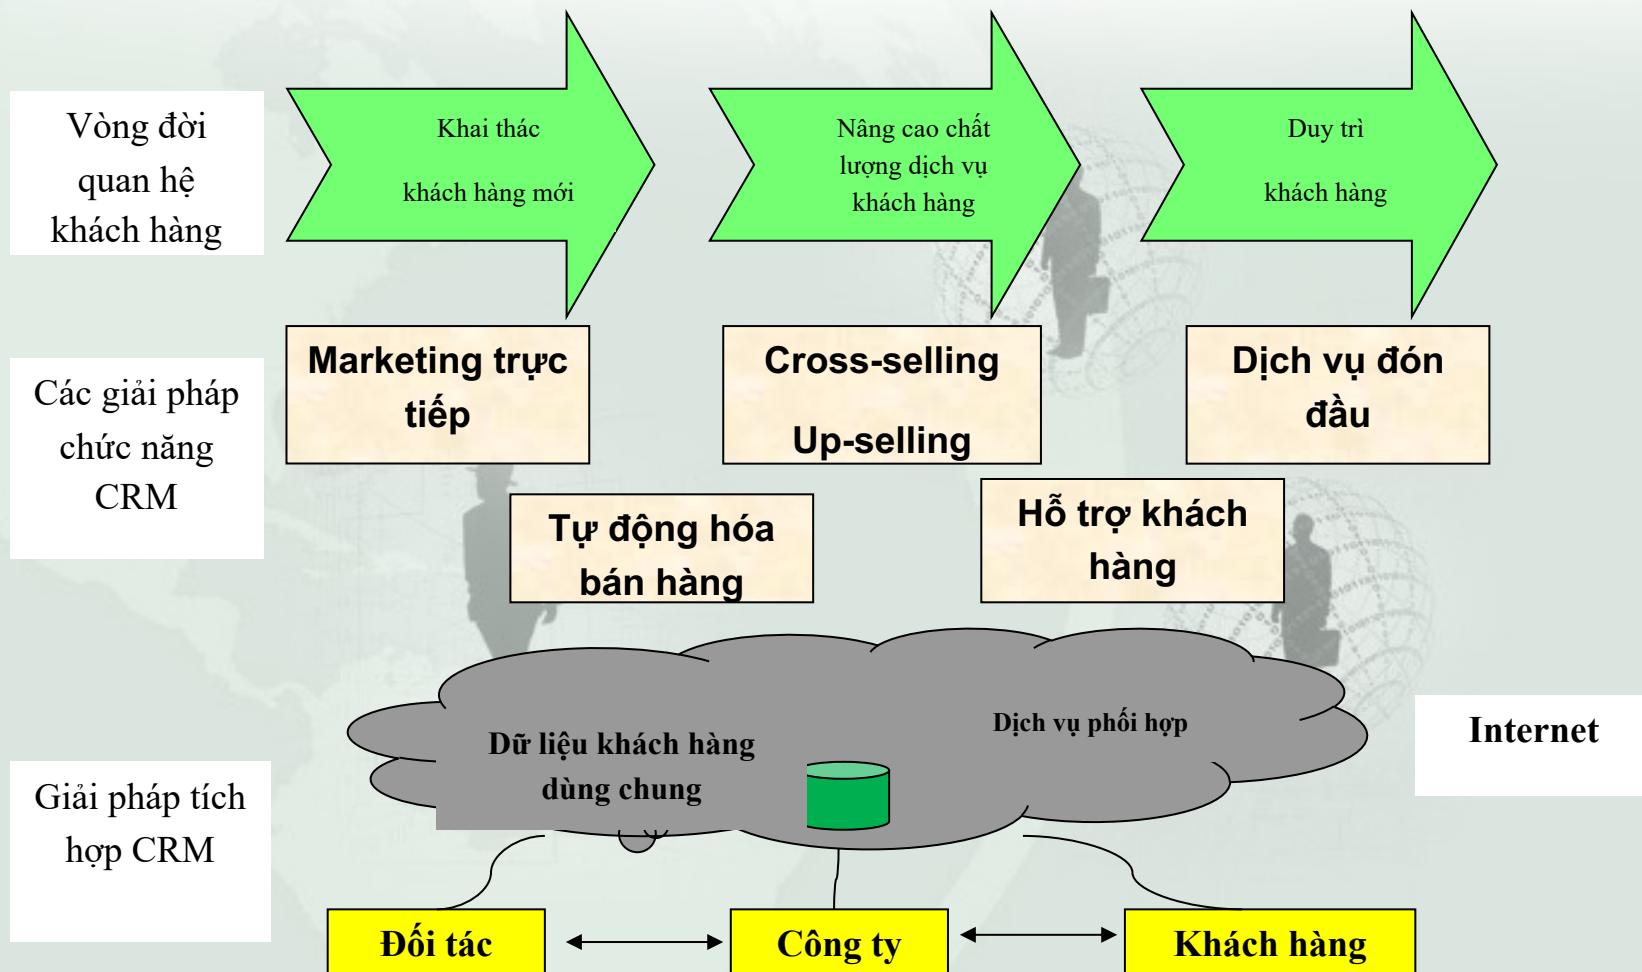 Vòng đời
quan hệ
khách hàng
Khai thác
khách hàng mới
Nâng cao chất
lượng dịch vụ
khách hàng
Duy trì
khách hàng
Các giải pháp
chức năng
CRM
Marketing trực
tiếp
Cross-selling
Up-selling
Dịch vụ đón
đầu
Tự động hóa
bán hàng
Hỗ trợ khách
hàng
Giải pháp tích
hợp CRM
Dữ liệu khách hàng
dùng chung
Dịch vụ phối hợp
Internet
Đối tác
Công ty
Khách hàng